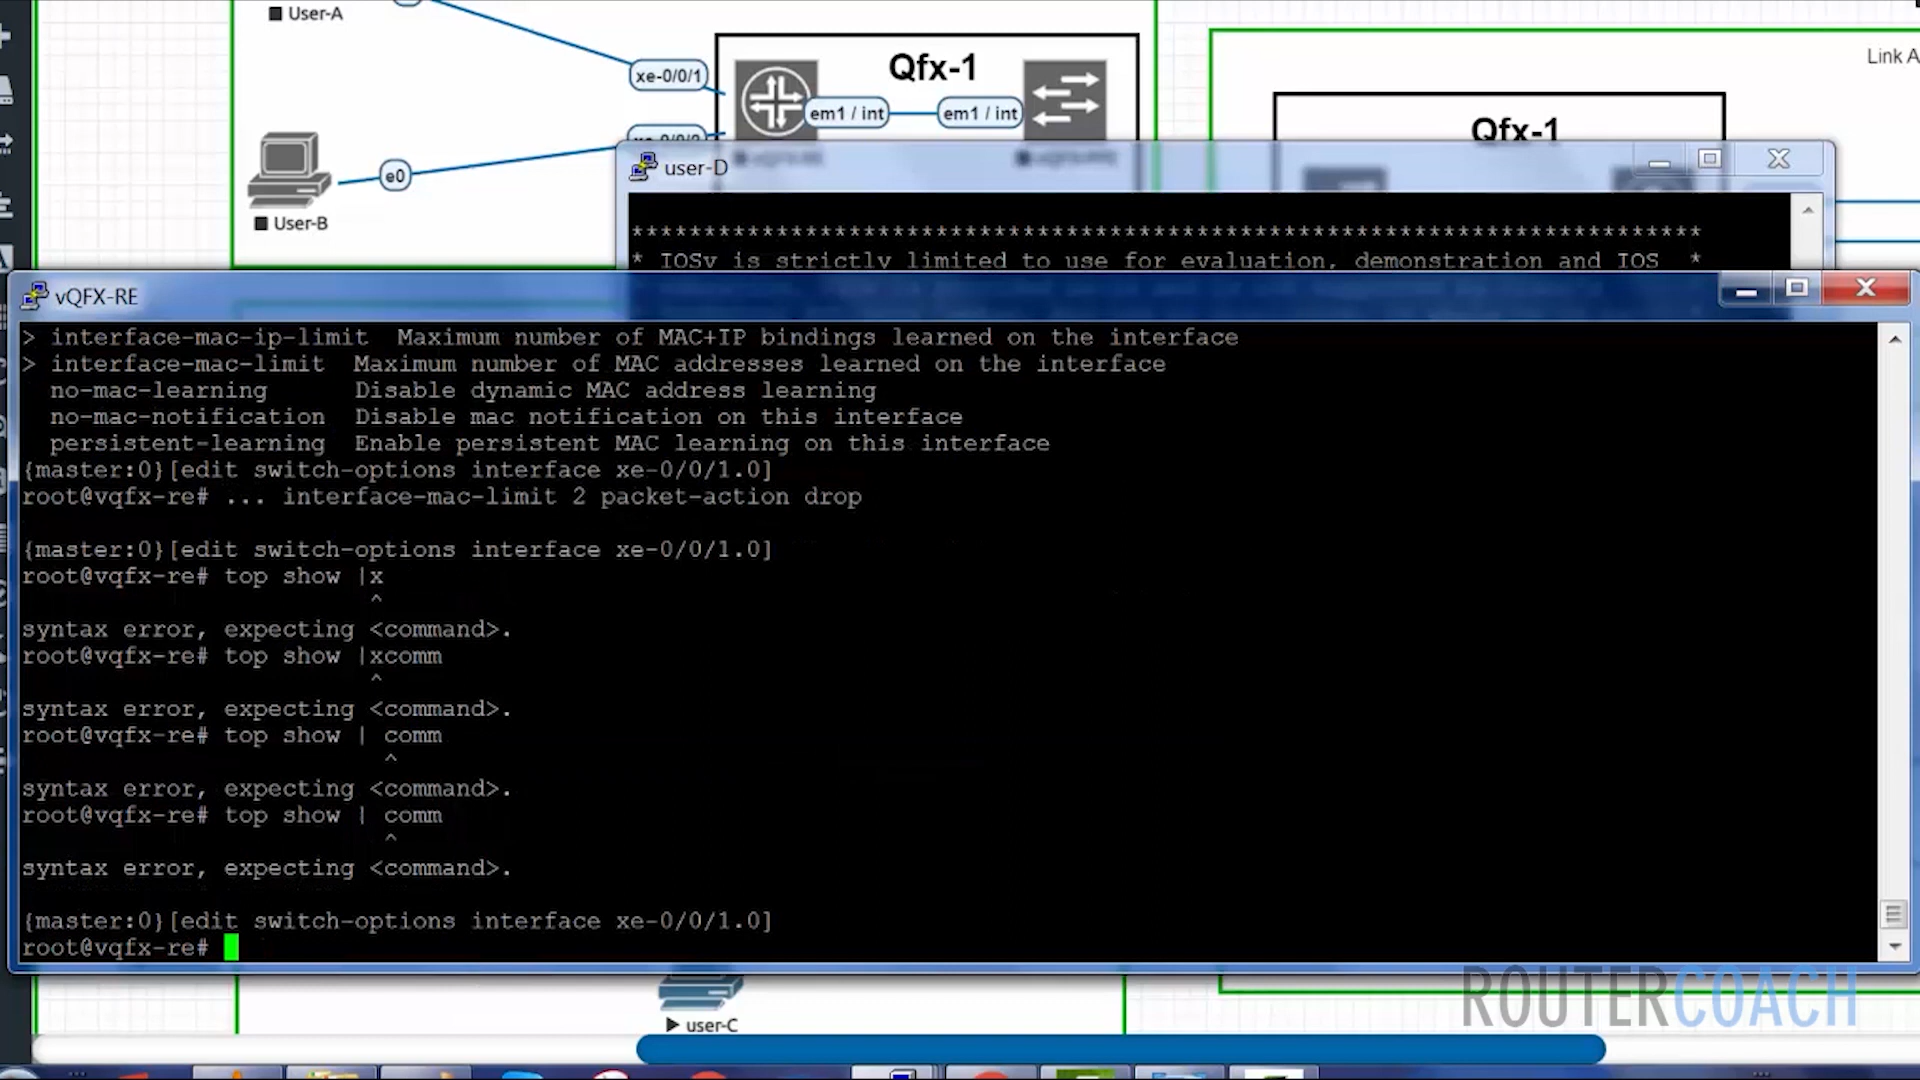 User-A
Link A
xe-0/0/1
Qfx-1
em1 / int
em1 / int
Qfx-1
e0
User-B
user-D
****************************************************************************
* IOSv is strictly limited to use for evaluation, demonstration and IOS *
vQFX-RE
> interface-mac-ip-limit Maximum number of MAC+IP bindings learned on the interface
> interface-mac-limit Maximum number of MAC addresses learned on the interface
no-mac-learning Disable dynamic MAC address learning
no-mac-notification Disable mac notification on this interface
persistent-learning Enable persistent MAC learning on this interface
{master:0}[edit switch-options interface xe-0/0/1.0]
root@vqfx-re# ... interface-mac-limit 2 packet-action drop
{master:0}[edit switch-options interface xe-0/0/1.0]
root@vqfx-re# top show |x
^
syntax error, expecting <command>.
root@vqfx-re# top show |xcomm
^
syntax error, expecting <command>.
root@vqfx-re# top show | comm
^
syntax error, expecting <command>.
root@vqfx-re# top show | comm
^
syntax error, expecting <command>.
{master:0}[edit switch-options interface xe-0/0/1.0]
root@vqfx-re#
ROUTERCOACH
user-C